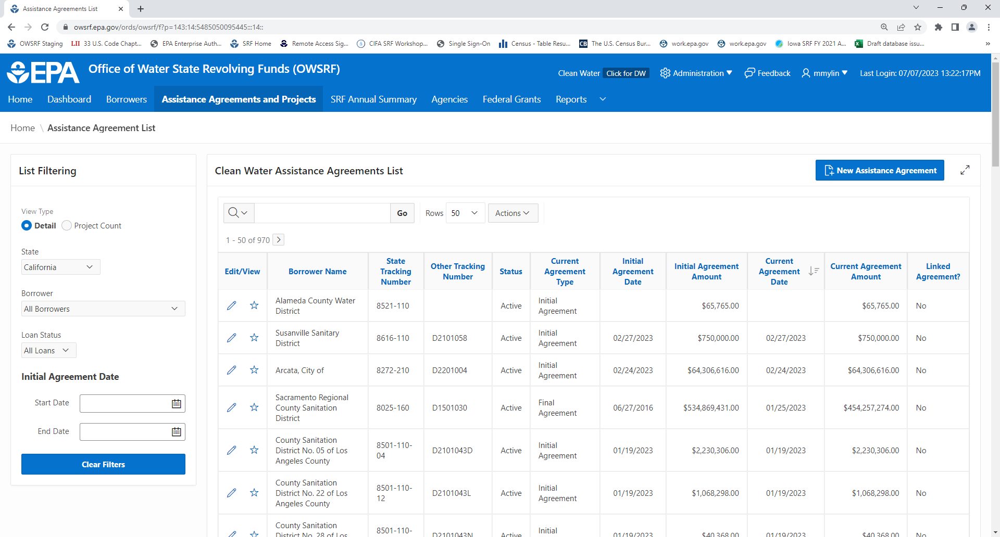 Assistance Agreements List
owsrf.epa.gov/ords/owsrf/f?p=143:14:5485050095445:::14::
OWSRF Staging
LII 33 U.S. Code Chapt...
EPA Enterprise Auth...
SRF Home
Remote Access Sig...
CIFA SRF Workshop...
Single Sign-On
Census - Table Resu...
CB The U.S. Census Bur...
work.epa.gov
work.epa.gov
Iowa SRF FY 2021 A...
Draft database issu...
EPA
Office of Water State Revolving Funds (OWSRF)
Clean Water Click for DW
Administration
Feedback
mmylin
Last Login: 07/07/2023 13:22:17PM
Home Dashboard Borrowers Assistance Agreements and Projects SRF Annual Summary Agencies Federal Grants Reports
Home \ Assistance Agreement List
List Filtering
View Type
Detail Project Count
State
California
Borrower
All Borrowers
Loan Status
All Loans
Initial Agreement Date
Start Date
End Date
Clear Filters
Clean Water Assistance Agreements List
New Assistance Agreement
Go Rows 50 Actions
1 - 50 of 970
Edit/View
Borrower Name
State
Tracking
Number
Other Tracking
Number
Status
Current
Agreement
Type
Initial
Agreement
Date
Initial Agreement
Amount
Current
Agreement
Date
Current Agreement
Amount
Linked
Agreement?
Alameda County Water
District
8521-110
Active
Initial
Agreement
$65,765.00
$65,765.00
No
Susanville Sanitary
District
8616-110
D2101058
Active
Initial
Agreement
02/27/2023
$750,000.00
02/27/2023
$750,000.00
No
Arcata, City of
8272-210
D2201004
Active
Initial
Agreement
02/24/2023
$64,306,616.00
02/24/2023
$64,306,616.00
No
Sacramento Regional
County Sanitation
District
8025-160
D1501030
Active
Final
Agreement
06/27/2016
$534,869,431.00
01/25/2023
$454,257,274.00
No
County Sanitation
District No. 05 of Los
Angeles County
8501-110-
04
D2101043D
Active
Initial
Agreement
01/19/2023
$2,230,306.00
01/19/2023
$2,230,306.00
No
County Sanitation
District No. 22 of Los
Angeles County
8501-110-
12
D2101043L
Active
Initial
Agreement
01/19/2023
$1,068,298.00
01/19/2023
$1,068,298.00
No
County Sanitation
District No. 28 of Los
8501-110-
D2101043N
Active
Initial
01/19/2023
$40,368.00
01/19/2023
$40,368.00
No